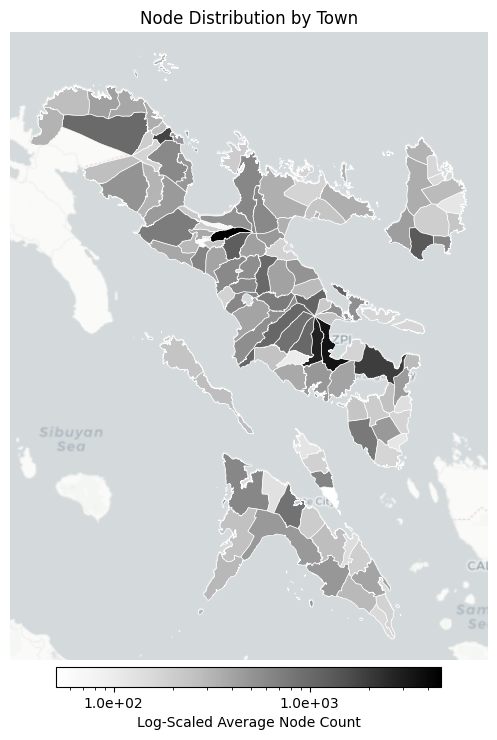 Node Distribution by Town
ZPI
Sibuyan
Sea
e City
CAL
Sam
Se
1.0e+02
1.0e+03
Log-Scaled Average Node Count